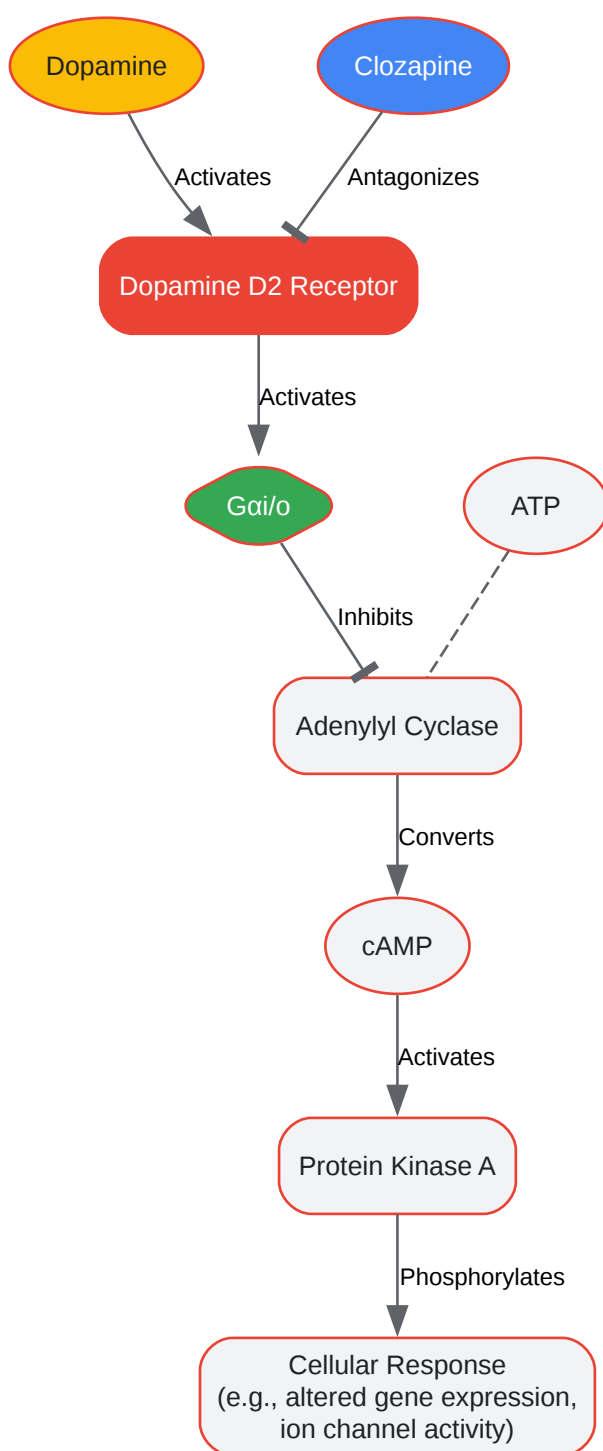 Dopamine
Clozapine
Activates
Antagonizes
Dopamine D2 Receptor
Activates
Gαi/o
ATP
Inhibits
Adenylyl Cyclase
Converts
cAMP
Activates
Protein Kinase A
Phosphorylates
Cellular Response
(e.g., altered gene expression,
ion channel activity)